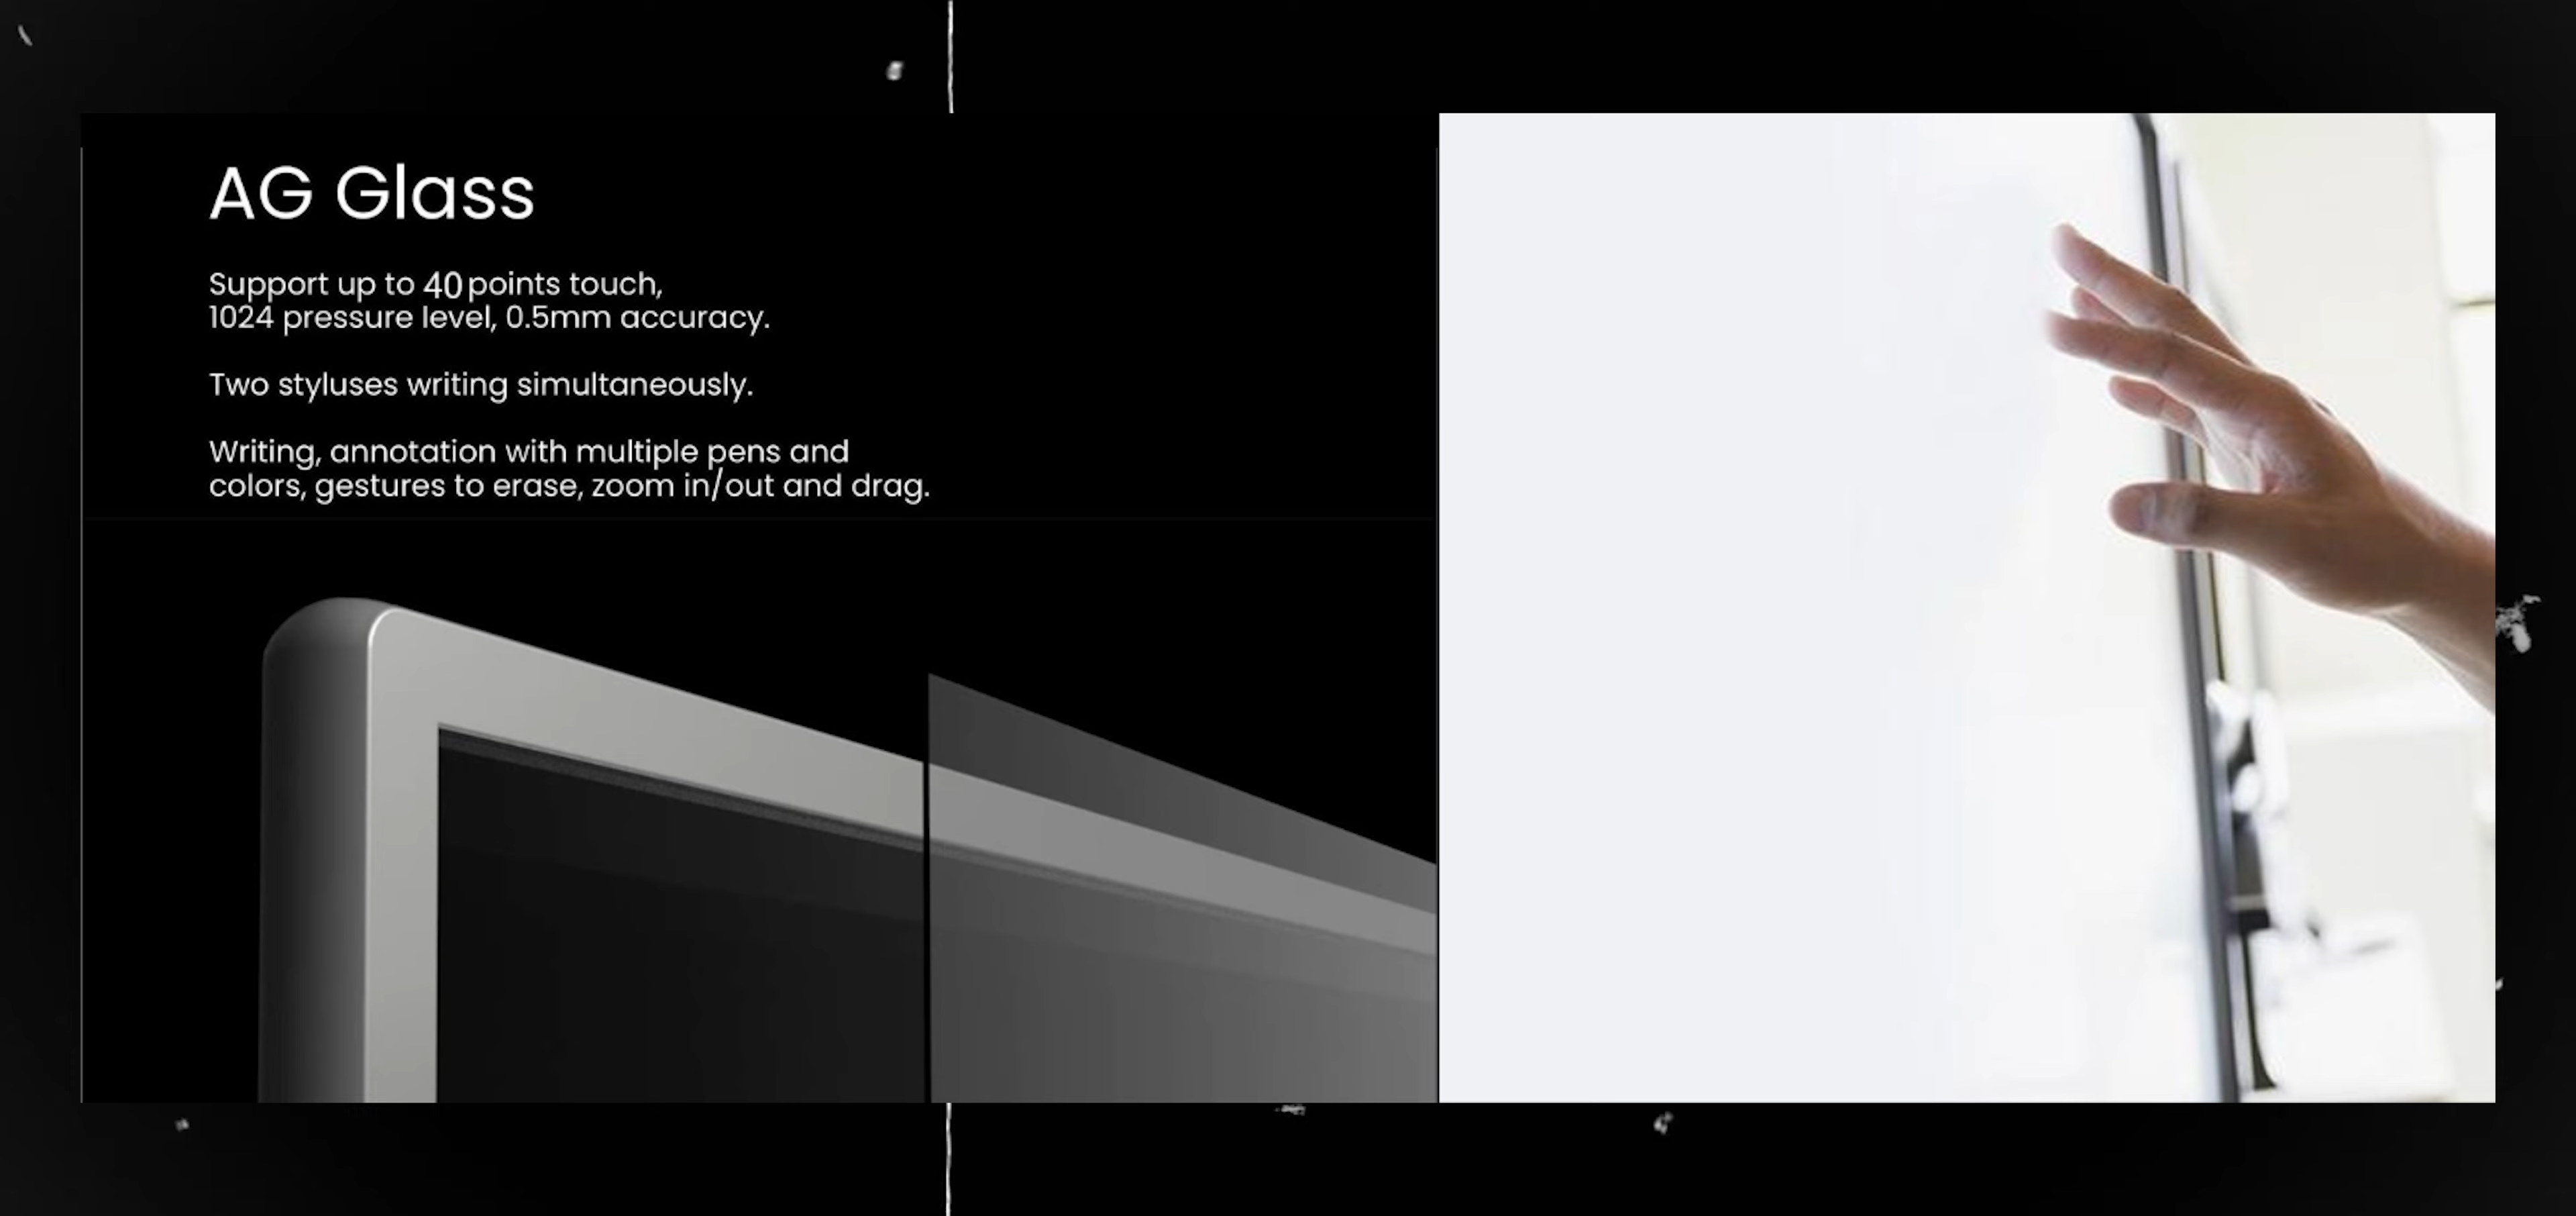 AG Glass
Support up to 40 points touch,
1024 pressure level, 0.5mm accuracy.
Two styluses writing simultaneously.
Writing, annotation with multiple pens and
colors, gestures to erase, zoom in/out and drag.